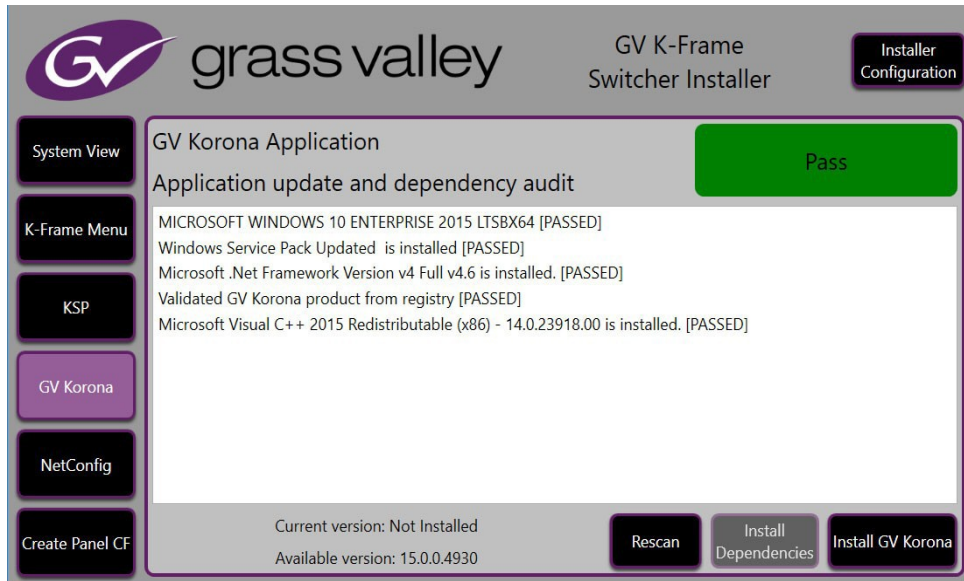 GV grass valley
GV K-Frame
Switcher Installer
Installer
Configuration
System View
K-Frame Menu
KSP
GV Korona
NetConfig
Create Panel CF
GV Korona Application
Application update and dependency audit
Pass
MICROSOFT WINDOWS 10 ENTERPRISE 2015 LTSBX64 [PASSED]
Windows Service Pack Updated  is installed [PASSED]
Microsoft .Net Framework Version v4 Full v4.6 is installed. [PASSED]
Validated GV Korona product from registry [PASSED]
Microsoft Visual C++ 2015 Redistributable (x86) - 14.0.23918.00 is installed. [PASSED]
Current version: Not Installed
Available version: 15.0.0.4930
Rescan
Install
Dependencies
Install GV Korona